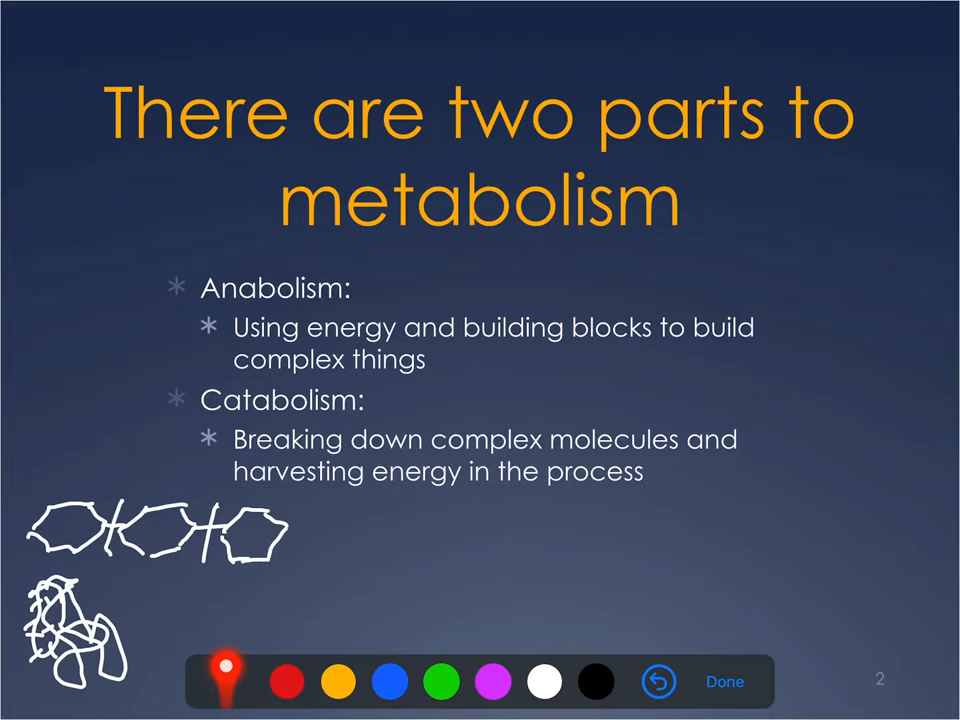 There are two parts to
metabolism
* Anabolism:
* Using energy and building blocks to build
complex things
* Catabolism:
* Breaking down complex molecules and
harvesting energy in the process
Done
2